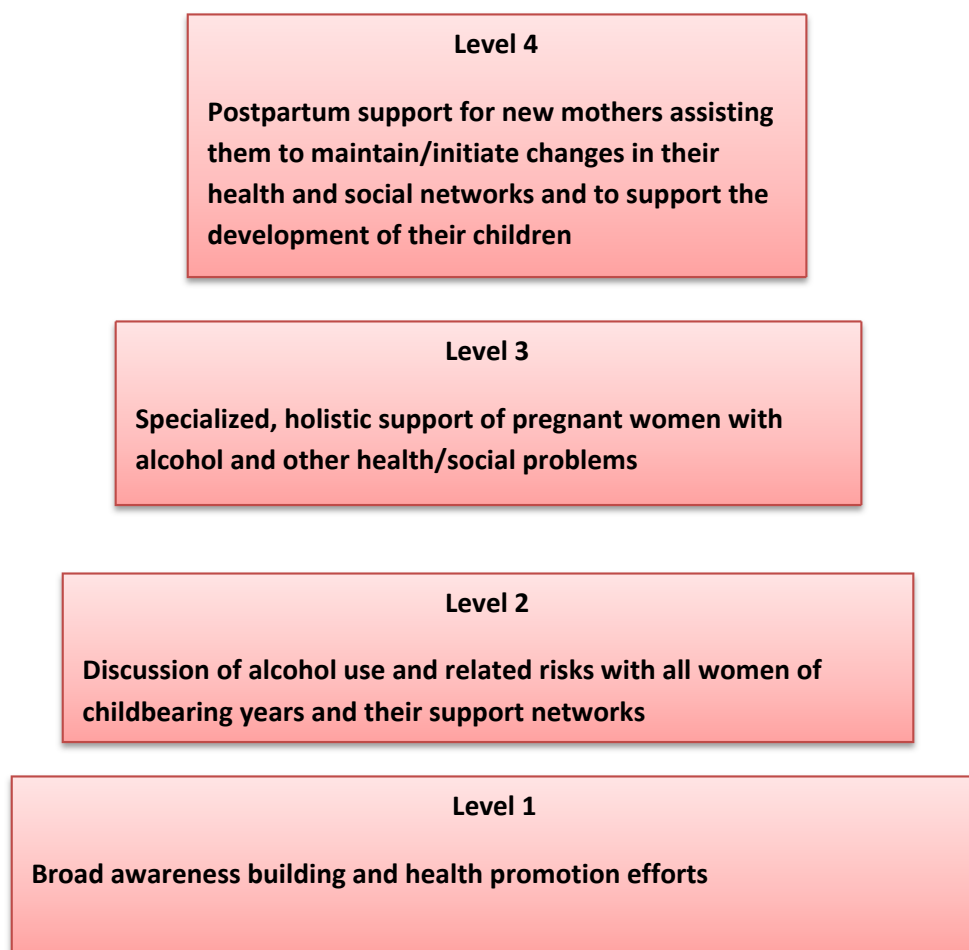 Level 4
Postpartum support for new mothers assisting
them to maintain/initiate changes in their
health and social networks and to support the
development of their children
Level 3
Specialized, holistic support of pregnant women with
alcohol and other health/social problems
Level 2
Discussion of alcohol use and related risks with all women of
childbearing years and their support networks
Level 1
Broad awareness building and health promotion efforts